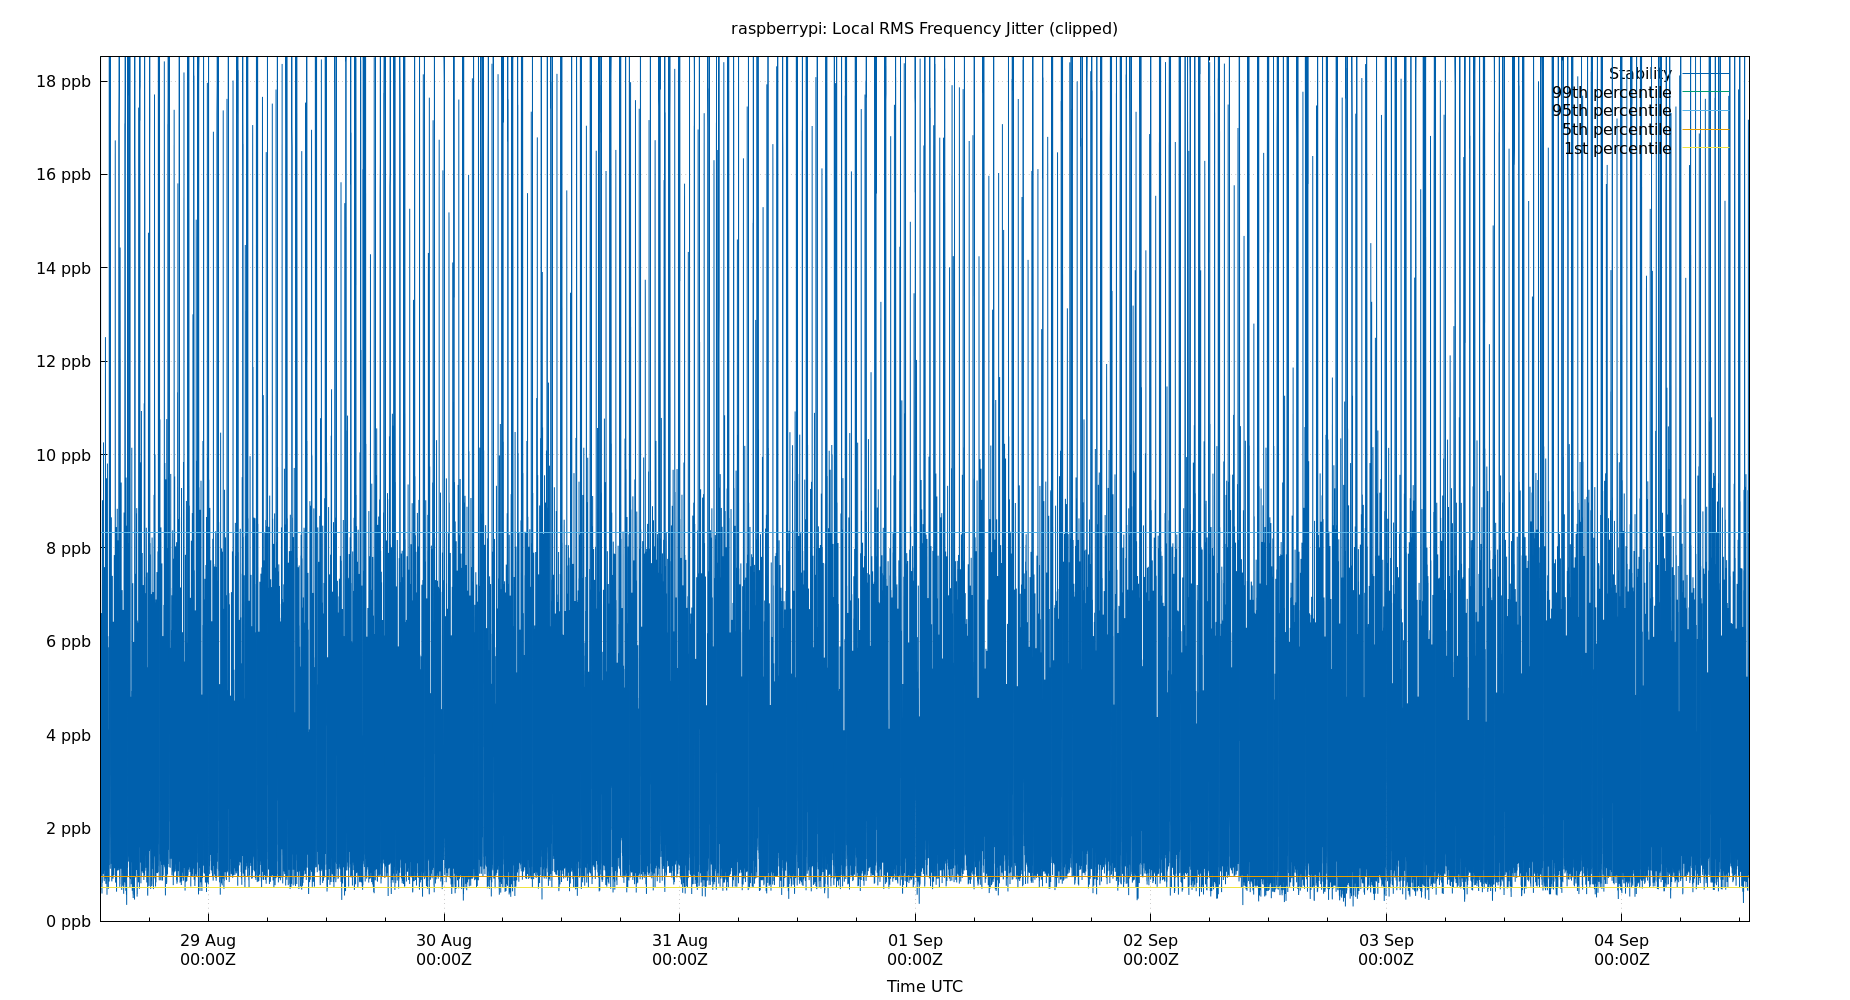 raspberrypi: Local RMS Frequency Jitter (clipped)
Stability
99th percentile
95th percentile
5th percentile
1st percentile
18 ppb
16 ppb
14 ppb
12 ppb
10 ppb
8 ppb
6 ppb
4 ppb
2 ppb
0 ppb
29 Aug 30 Aug 31 Aug 01 Sep 02 Sep 03 Sep 04 Sep
00:00Z 00:00Z 00:00Z 00:00Z 00:00Z 00:00Z 00:00Z
Time UTC